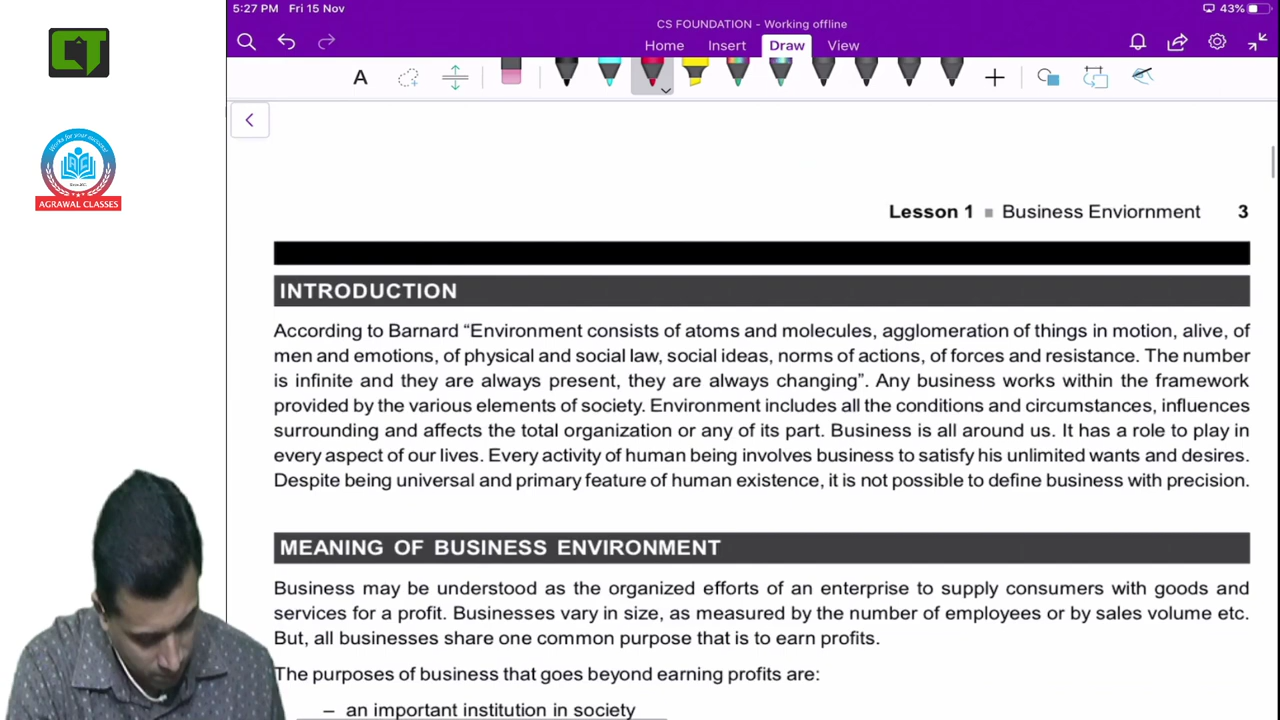 5:27 PM Fri 15 Nov
43%
CS FOUNDATION - Working offline
Home Insert Draw View
A
CT
Works for your success!
AGRAWAL CLASSES
Lesson 1 ■ Business Enviornment 3
INTRODUCTION
According to Barnard “Environment consists of atoms and molecules, agglomeration of things in motion, alive, of
men and emotions, of physical and social law, social ideas, norms of actions, of forces and resistance. The number
is infinite and they are always present, they are always changing”. Any business works within the framework
provided by the various elements of society. Environment includes all the conditions and circumstances, influences
surrounding and affects the total organization or any of its part. Business is all around us. It has a role to play in
every aspect of our lives. Every activity of human being involves business to satisfy his unlimited wants and desires.
Despite being universal and primary feature of human existence, it is not possible to define business with precision.
MEANING OF BUSINESS ENVIRONMENT
Business may be understood as the organized efforts of an enterprise to supply consumers with goods and
services for a profit. Businesses vary in size, as measured by the number of employees or by sales volume etc.
But, all businesses share one common purpose that is to earn profits.
The purposes of business that goes beyond earning profits are:
– an important institution in society